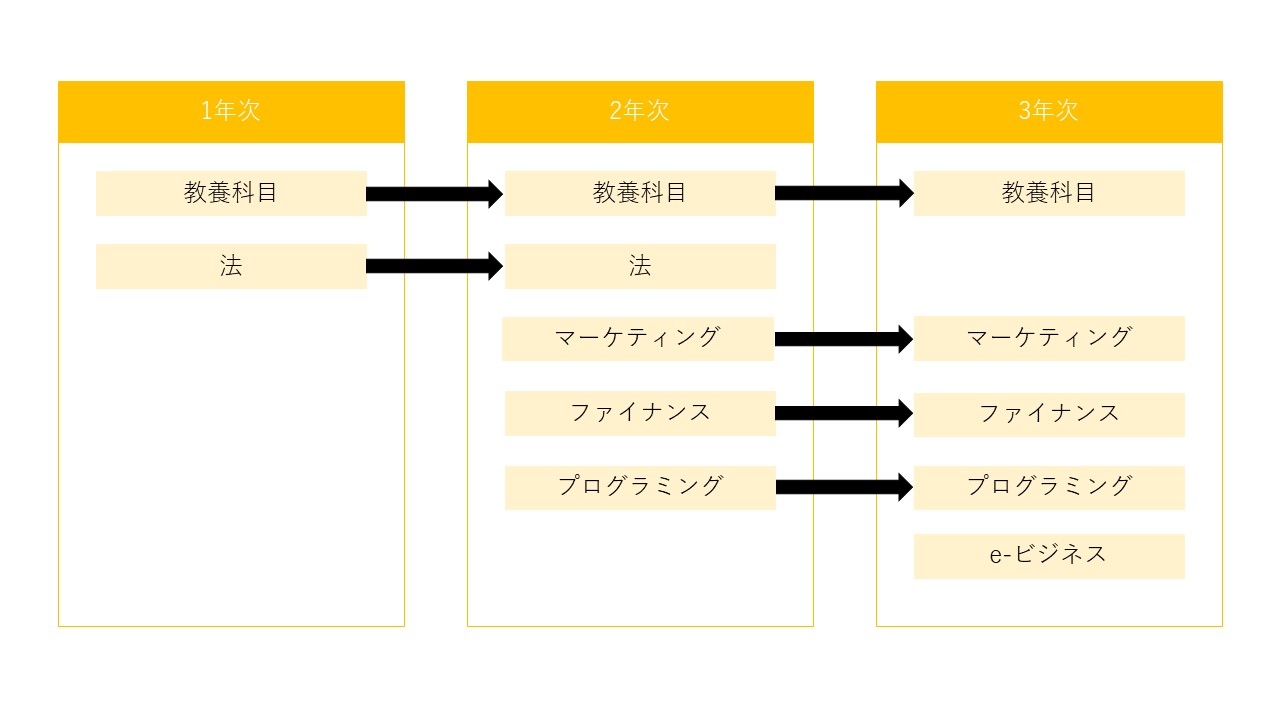 1年次
教養科目
法
2年次
教養科目
法
マーケティング
ファイナンス
プログラミング
3年次
教養科目
マーケティング
ファイナンス
プログラミング
e-ビジネス